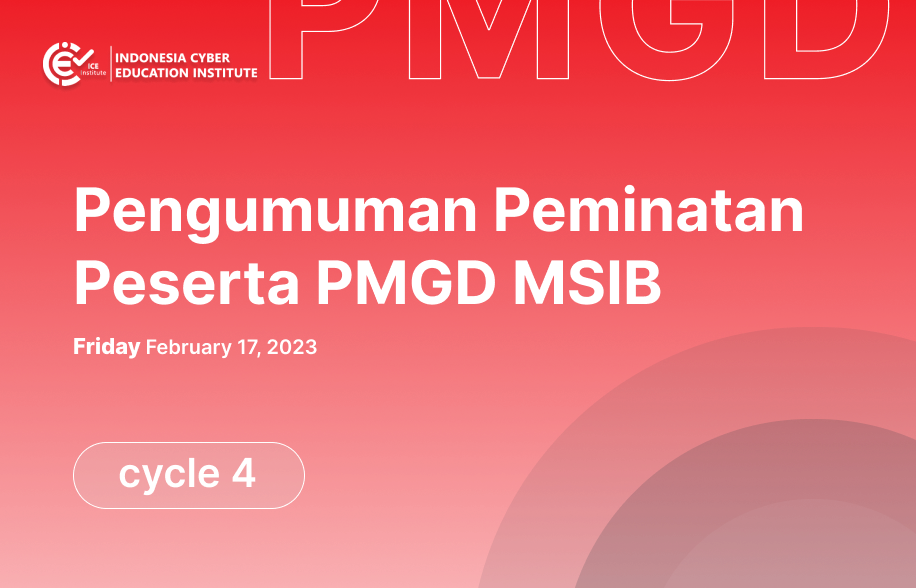 PMGD
ICE
Institute
INDONESIA CYBER
EDUCATION INSTITUTE
Pengumuman Peminatan
Peserta PMGD MSIB
Friday February 17, 2023
cycle 4